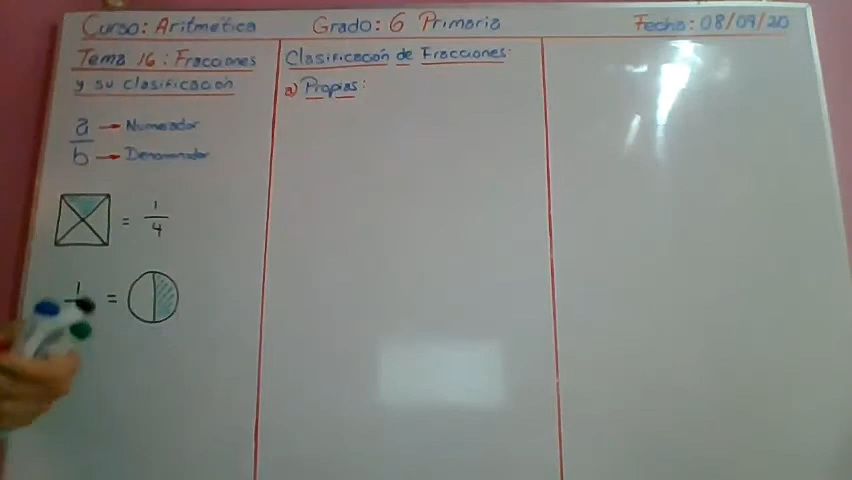 Curso: Aritmética Grado: 6 Primaria Fecha: 08/09/20
Tema 16: Fracciones
y su clasificación
a → Numerador
b → Denominador
= 1/4
1 =
Clasificación de Fracciones:
a) Propias: